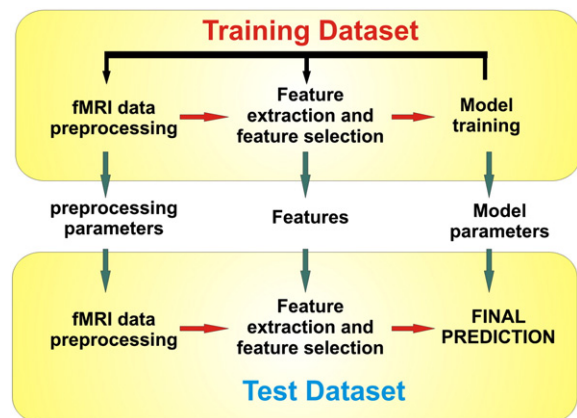 Training Dataset
fMRI data
preprocessing
Feature
extraction and
feature selection
Model
training
preprocessing
parameters
Features
Model
parameters
fMRI data
preprocessing
Feature
extraction and
feature selection
FINAL
PREDICTION
Test Dataset